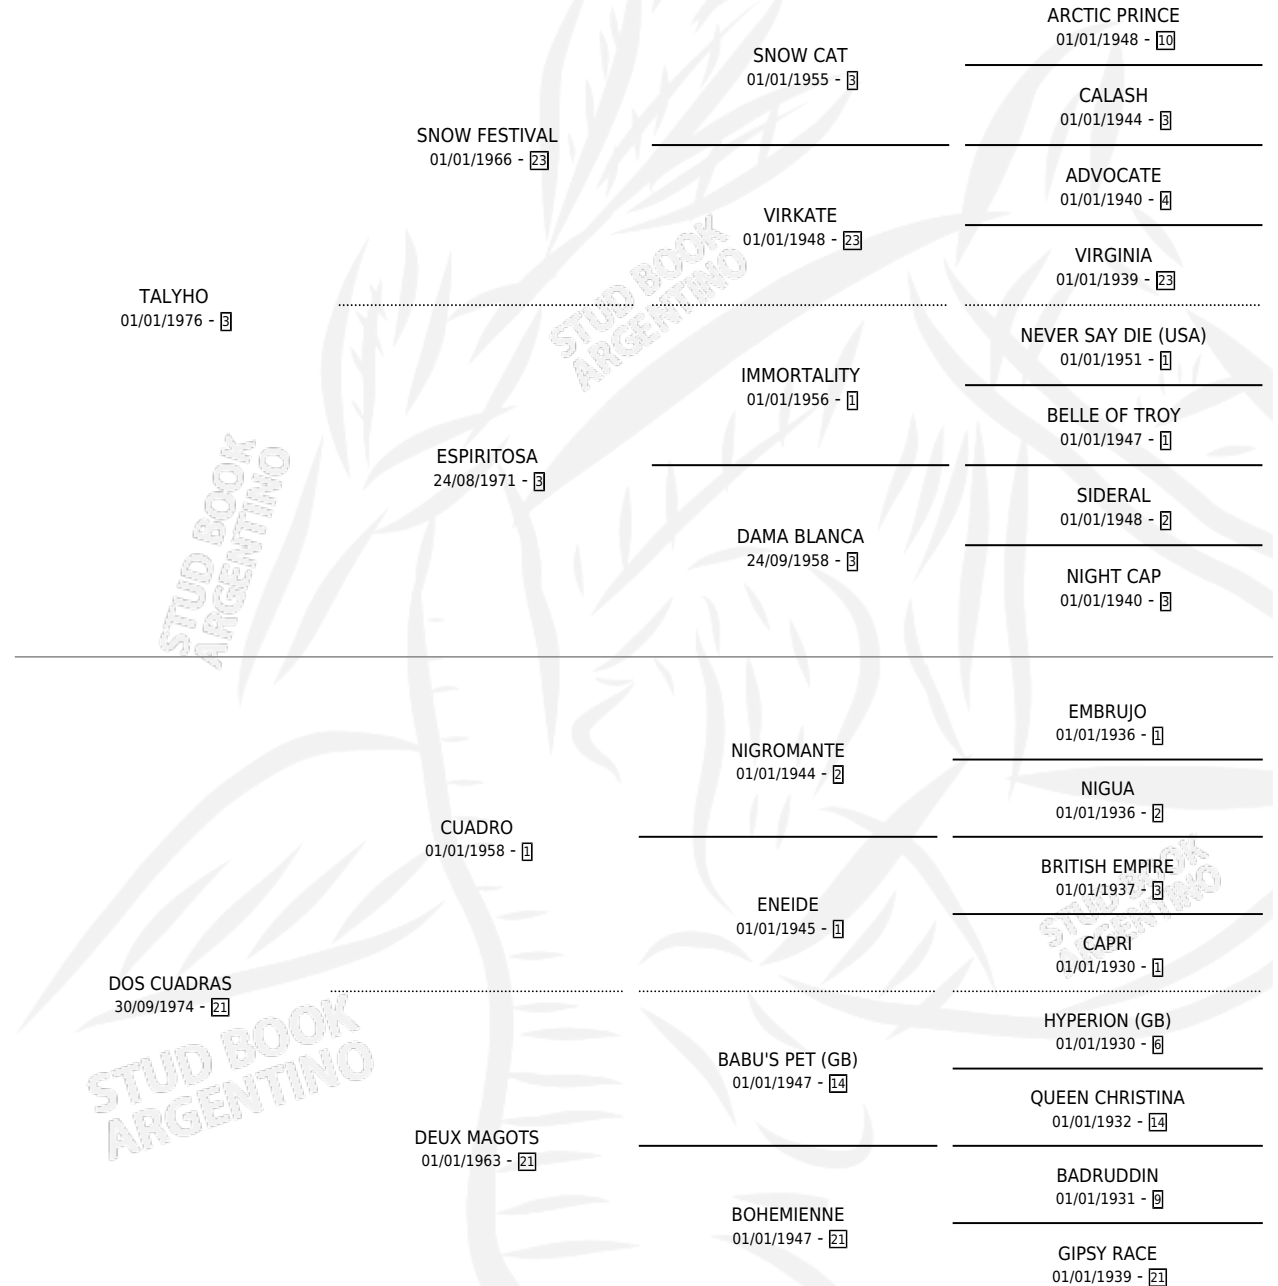 ARCTIC PRINCE
01/01/1948 - 10
SNOW CAT
01/01/1955 - 3
CALASH
01/01/1944 - 3
SNOW FESTIVAL
01/01/1966 - 23
ADVOCATE
01/01/1940 - 4
VIRKATE
01/01/1948 - 23
VIRGINIA
01/01/1939 - 23
TALYHO
01/01/1976 - 3
NEVER SAY DIE (USA)
01/01/1951 - 1
IMMORTALITY
01/01/1956 - 1
BELLE OF TROY
01/01/1947 - 1
ESPIRITOSA
24/08/1971 - 3
SIDERAL
01/01/1948 - 2
DAMA BLANCA
24/09/1958 - 3
NIGHT CAP
01/01/1940 - 3
EMBRUJO
01/01/1936 - 1
NIGROMANTE
01/01/1944 - 2
NIGUA
01/01/1936 - 2
CUADRO
01/01/1958 - 1
BRITISH EMPIRE
01/01/1937 - 3
ENEIDE
01/01/1945 - 1
CAPRI
01/01/1930 - 1
DOS CUADRAS
30/09/1974 - 21
HYPERION (GB)
01/01/1930 - 6
BABU'S PET (GB)
01/01/1947 - 14
QUEEN CHRISTINA
01/01/1932 - 14
DEUX MAGOTS
01/01/1963 - 21
BADRUDDIN
01/01/1931 - 9
BOHEMIENNE
01/01/1947 - 21
GIPSY RACE
01/01/1939 - 21
STUD BOOK
ARGENTINO
STUD BOOK
ARGENTINO
STUD BOOK
ARGENTINO
STUD BOOK
ARGENTINO